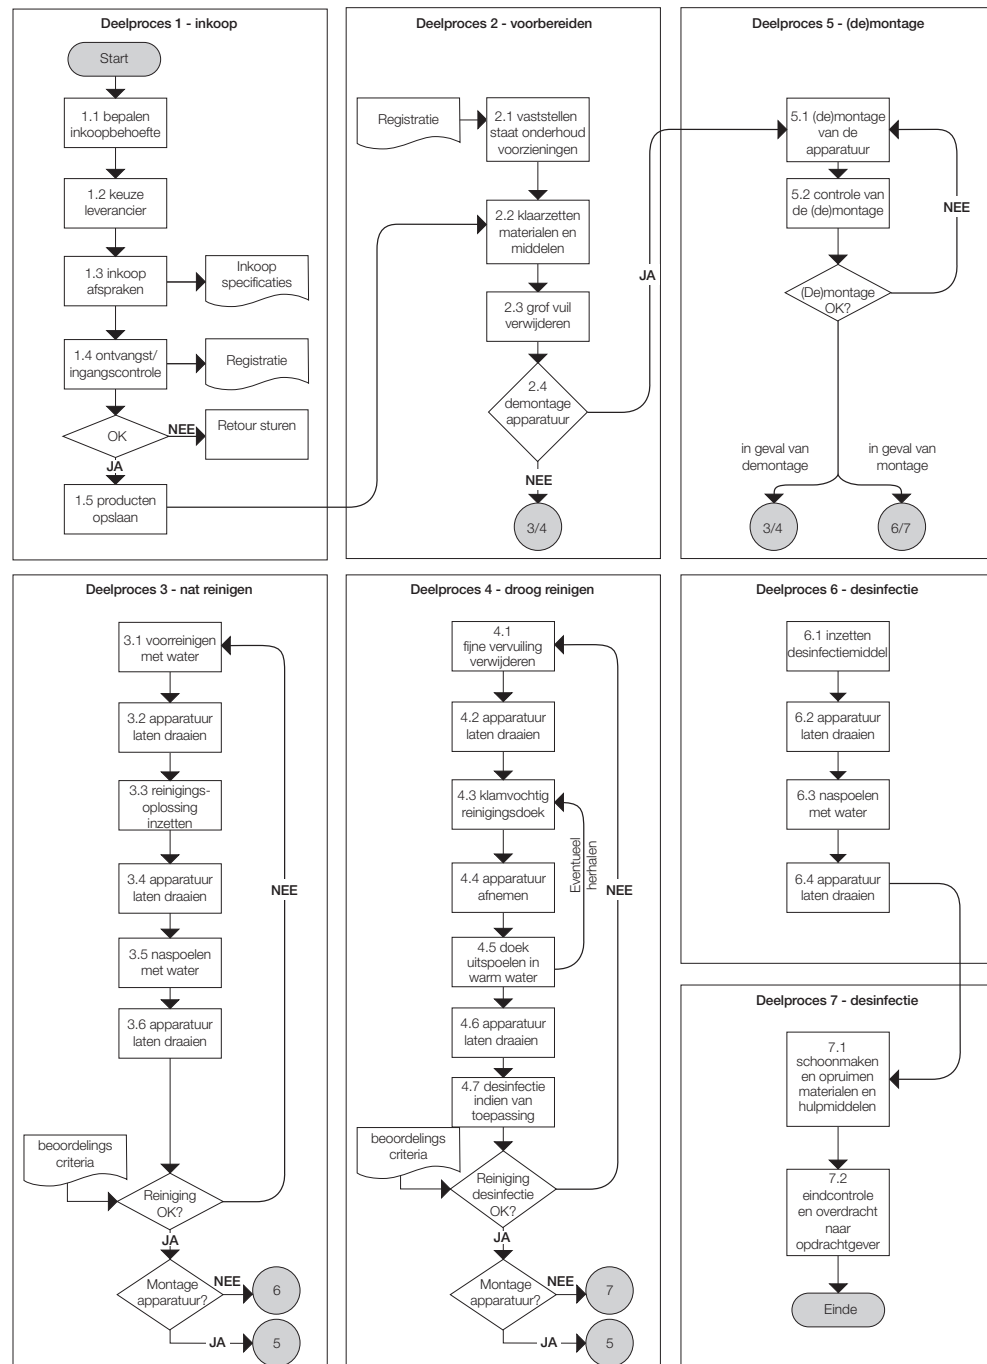 Deelproces 1 - inkoop
Start
1.1 bepalen
inkoopbehoefte
1.2 keuze
leverancier
1.3 inkoop
afspraken
Inkoop
specificaties
1.4 ontvangst/
ingangscontrole
Registratie
OK
NEE
Retour sturen
JA
1.5 producten
opslaan
Deelproces 2 - voorbereiden
Registratie
2.1 vaststellen
staat onderhoud
voorzieningen
2.2 klaarzetten
materialen en
middelen
2.3 grof vuil
verwijderen
2.4
demontage
apparatuur
JA
NEE
3/4
Deelproces 5 - (de)montage
5.1 (de)montage
van de
apparatuur
5.2 controle van
de (de)montage
NEE
(De)montage
OK?
in geval van
demontage
in geval van
montage
3/4
6/7
Deelproces 3 - nat reinigen
3.1 voorreinigen
met water
3.2 apparatuur
laten draaien
3.3 reinigings-
oplossing
inzetten
3.4 apparatuur
laten draaien
NEE
3.5 naspoelen
met water
3.6 apparatuur
laten draaien
beoordelings
criteria
Reiniging
OK?
JA
Montage
apparatuur?
NEE
6
JA
5
Deelproces 4 - droog reinigen
4.1
fijne vervuiling
verwijderen
4.2 apparatuur
laten draaien
4.3 klamvochtig
reinigingsdoek
Eventueel
herhalen
4.4 apparatuur
afnemen
NEE
4.5 doek
uitspoelen in
warm water
4.6 apparatuur
laten draaien
4.7 desinfectie
indien van
toepassing
beoordelings
criteria
Reiniging
desinfectie
OK?
JA
Montage
apparatuur?
NEE
7
JA
5
Deelproces 6 - desinfectie
6.1 inzetten
desinfectiemiddel
6.2 apparatuur
laten draaien
6.3 naspoelen
met water
6.4 apparatuur
laten draaien
Deelproces 7 - desinfectie
7.1
schoonmaken
en opruimen
materialen en
hulpmiddelen
7.2
eindcontrole
en overdracht
naar
opdrachtgever
Einde